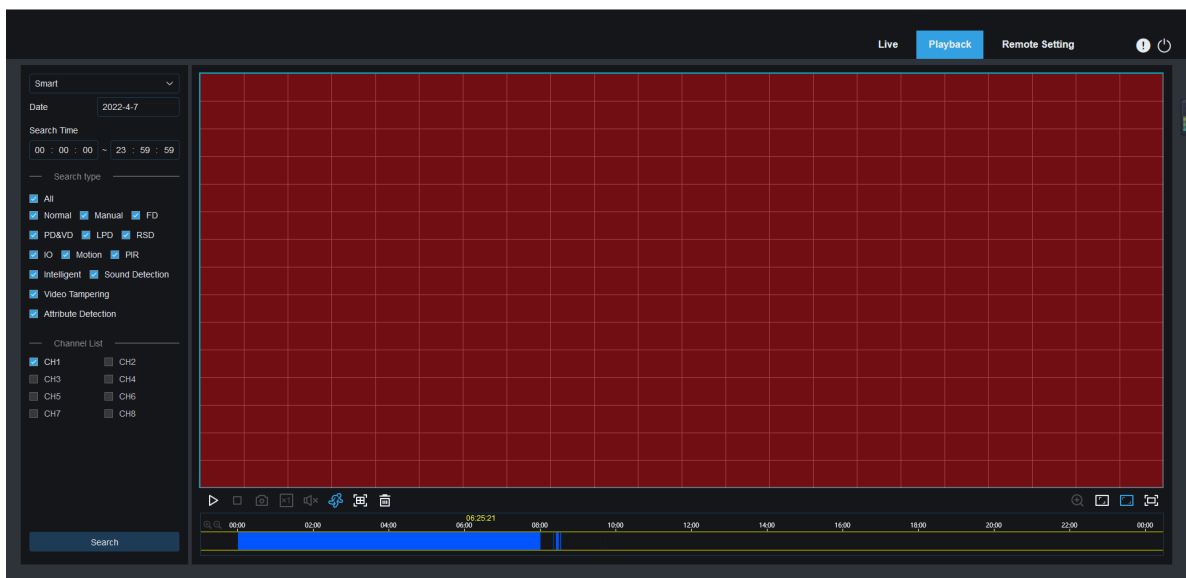 Live Playback Remote Setting
Smart
Date 2022-4-7
Search Time
00 : 00 : 00 ~ 23 : 59 : 59
Search type
All
Normal Manual FD
PD&VD LPD RSD
IO Motion PIR
Intelligent Sound Detection
Video Tampering
Attribute Detection
Channel List
CH1 CH2
CH3 CH4
CH5 CH6
CH7 CH8
Search
06:25:21
00:00 02:00 04:00 06:00 08:00 10:00 12:00 14:00 16:00 18:00 20:00 22:00 00:00